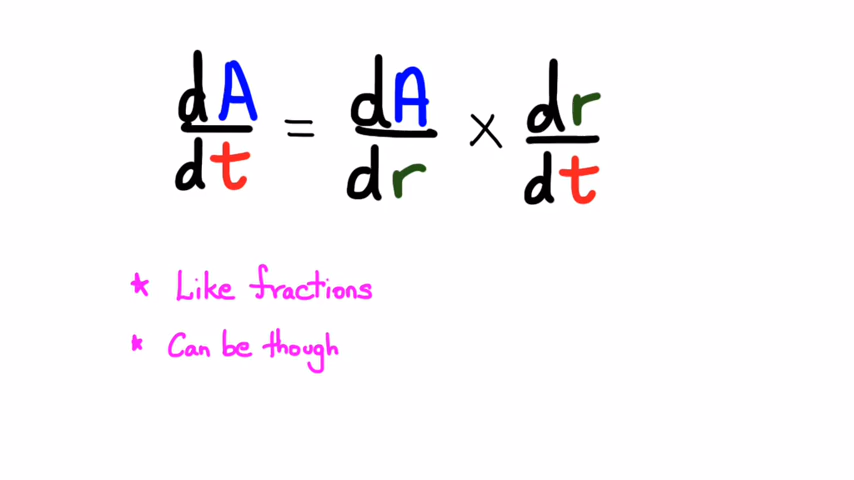 dA/dt = dA/dr × dr/dt
* Like fractions
* Can be though